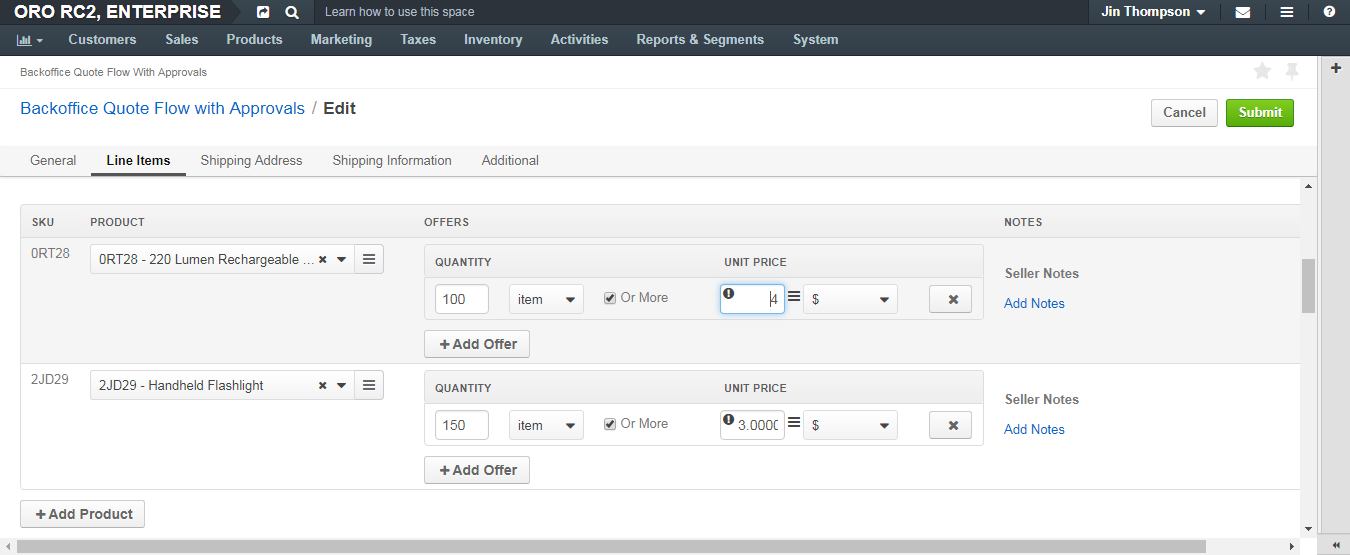 ORO RC2, ENTERPRISE
Learn how to use this space
Jin Thompson
Customers Sales Products Marketing Taxes Inventory Activities Reports & Segments System
Backoffice Quote Flow With Approvals
Backoffice Quote Flow with Approvals / Edit
Cancel Submit
General Line Items Shipping Address Shipping Information Additional
SKU PRODUCT OFFERS NOTES
0RT28 0RT28 - 220 Lumen Rechargeable ...
QUANTITY UNIT PRICE
Seller Notes
100 item Or More 4 $
Add Notes
+ Add Offer
2JD29 2JD29 - Handheld Flashlight
QUANTITY UNIT PRICE
Seller Notes
150 item Or More 3.000 $
Add Notes
+ Add Offer
+ Add Product